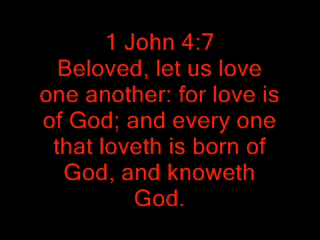 1 John 4:7
Beloved, let us love
one another: for love is
of God; and every one
that loveth is born of
God, and knoweth
God.